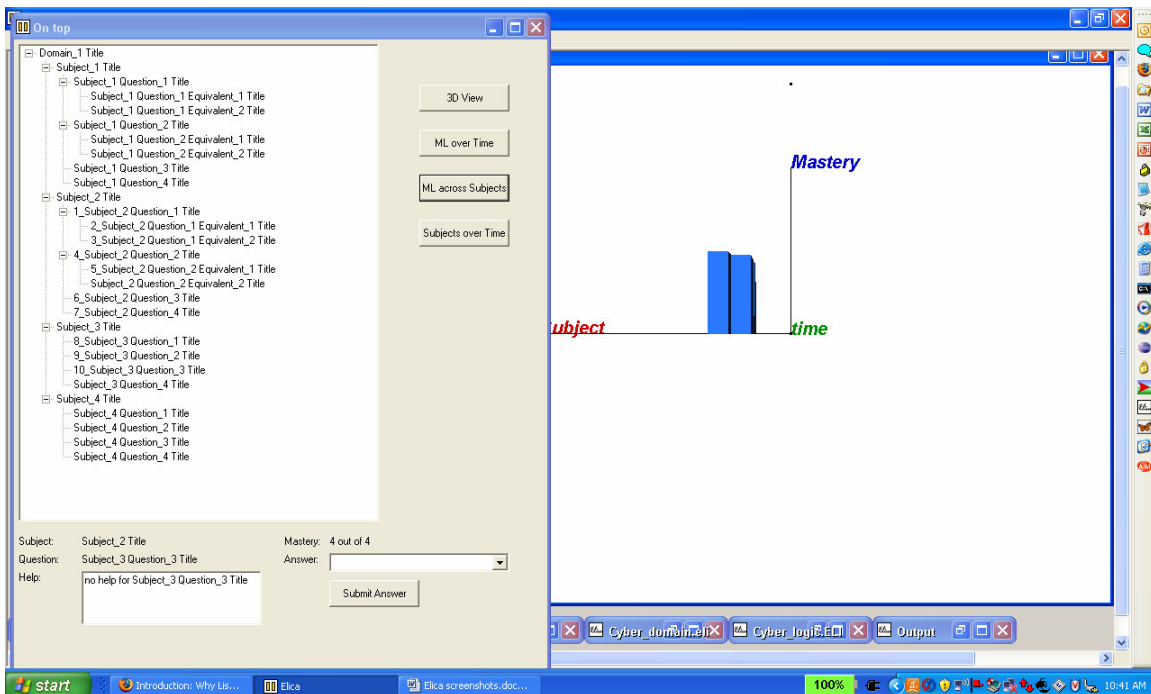 On top
Domain_1 Title
Subject_1 Title
Subject_1 Question_1 Title
Subject_1 Question_1 Equivalent_1 Title
Subject_1 Question_1 Equivalent_2 Title
Subject_1 Question_2 Title
Subject_1 Question_2 Equivalent_1 Title
Subject_1 Question_2 Equivalent_2 Title
Subject_1 Question_3 Title
Subject_1 Question_4 Title
Subject_2 Title
1_Subject_2 Question_1 Title
2_Subject_2 Question_1 Equivalent_1 Title
3_Subject_2 Question_1 Equivalent_2 Title
4_Subject_2 Question_2 Title
5_Subject_2 Question_2 Equivalent_1 Title
Subject_2 Question_2 Equivalent_2 Title
6_Subject_2 Question_3 Title
7_Subject_2 Question_4 Title
Subject_3 Title
8_Subject_3 Question_1 Title
9_Subject_3 Question_2 Title
10_Subject_3 Question_3 Title
Subject_3 Question_4 Title
Subject_4 Title
Subject_4 Question_1 Title
Subject_4 Question_2 Title
Subject_4 Question_3 Title
Subject_4 Question_4 Title
3D View
ML over Time
ML across Subjects
Subjects over Time
Subject: Subject_2 Title
Mastery: 4 out of 4
Question: Subject_3 Question_3 Title
Answer:
Help: no help for Subject_3 Question_3 Title
Submit Answer
Mastery
ubject
time
Cyber_domain.eli
Cyber_logic.ELI
Output
start
Introduction: Why Lis...
Elica
Elica screenshots.doc...
100%
10:41 AM